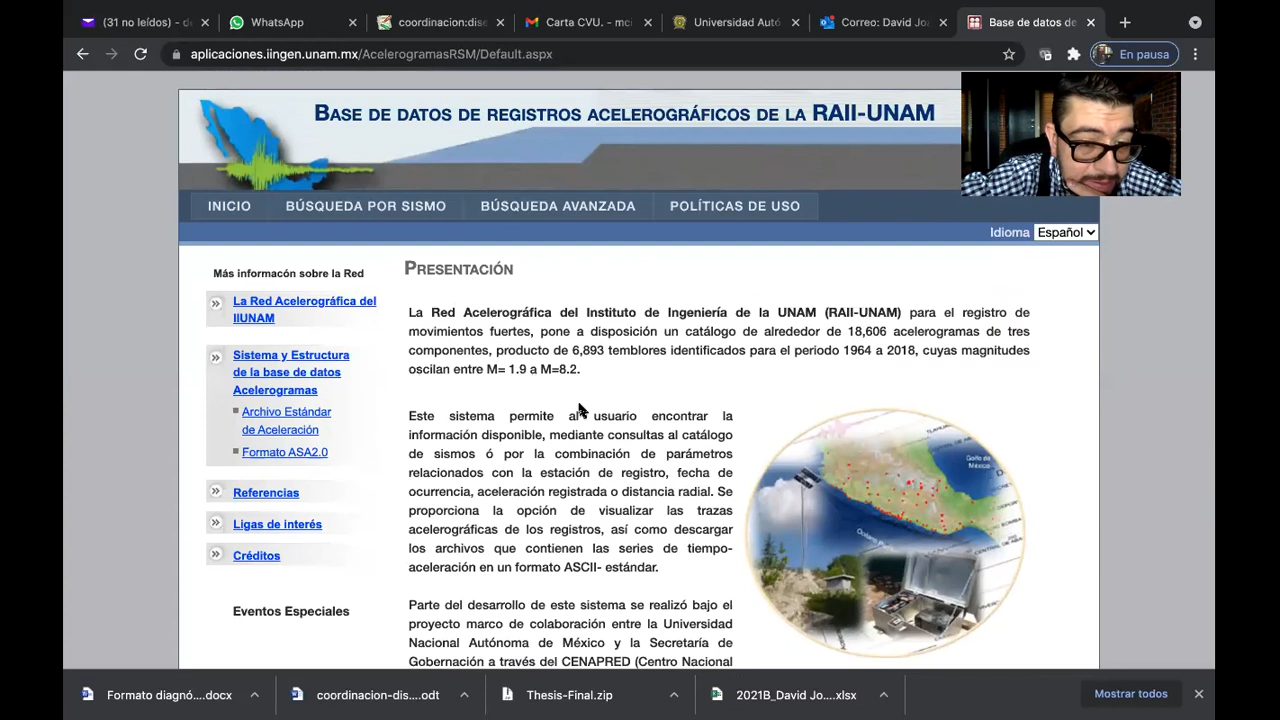 (31 no leídos) - d
WhatsApp
coordinacion:dise
Carta CVU. - mci
Universidad Autó
Correo: David Jo
Base de datos de
aplicaciones.iingen.unam.mx/AcelerogramasRSM/Default.aspx
En pausa
BASE DE DATOS DE REGISTROS ACELEROGRÁFICOS DE LA RAII-UNAM
INICIO BÚSQUEDA POR SISMO BÚSQUEDA AVANZADA POLÍTICAS DE USO
Idioma Español
Más informacón sobre la Red
La Red Acelerográfica del
IIUNAM
Sistema y Estructura
de la base de datos
Acelerogramas
Archivo Estándar
de Aceleración
Formato ASA2.0
Referencias
Ligas de interés
Créditos
Eventos Especiales
PRESENTACIÓN
La Red Acelerográfica del Instituto de Ingeniería de la UNAM (RAII-UNAM) para el registro de
movimientos fuertes, pone a disposición un catálogo de alrededor de 18,606 acelerogramas de tres
componentes, producto de 6,893 temblores identificados para el periodo 1964 a 2018, cuyas magnitudes
oscilan entre M= 1.9 a M=8.2.
Este sistema permite al usuario encontrar la
información disponible, mediante consultas al catálogo
de sismos ó por la combinación de parámetros
relacionados con la estación de registro, fecha de
ocurrencia, aceleración registrada o distancia radial. Se
proporciona la opción de visualizar las trazas
acelerográficas de los registros, así como descargar
los archivos que contienen las series de tiempo-
aceleración en un formato ASCII- estándar.
Parte del desarrollo de este sistema se realizó bajo el
proyecto marco de colaboración entre la Universidad
Nacional Autónoma de México y la Secretaría de
Gobernación a través del CENAPRED (Centro Nacional
Golfo de
México
Formato diagnó....docx
coordinacion-dis....odt
Thesis-Final.zip
2021B_David Jo....xlsx
Mostrar todos